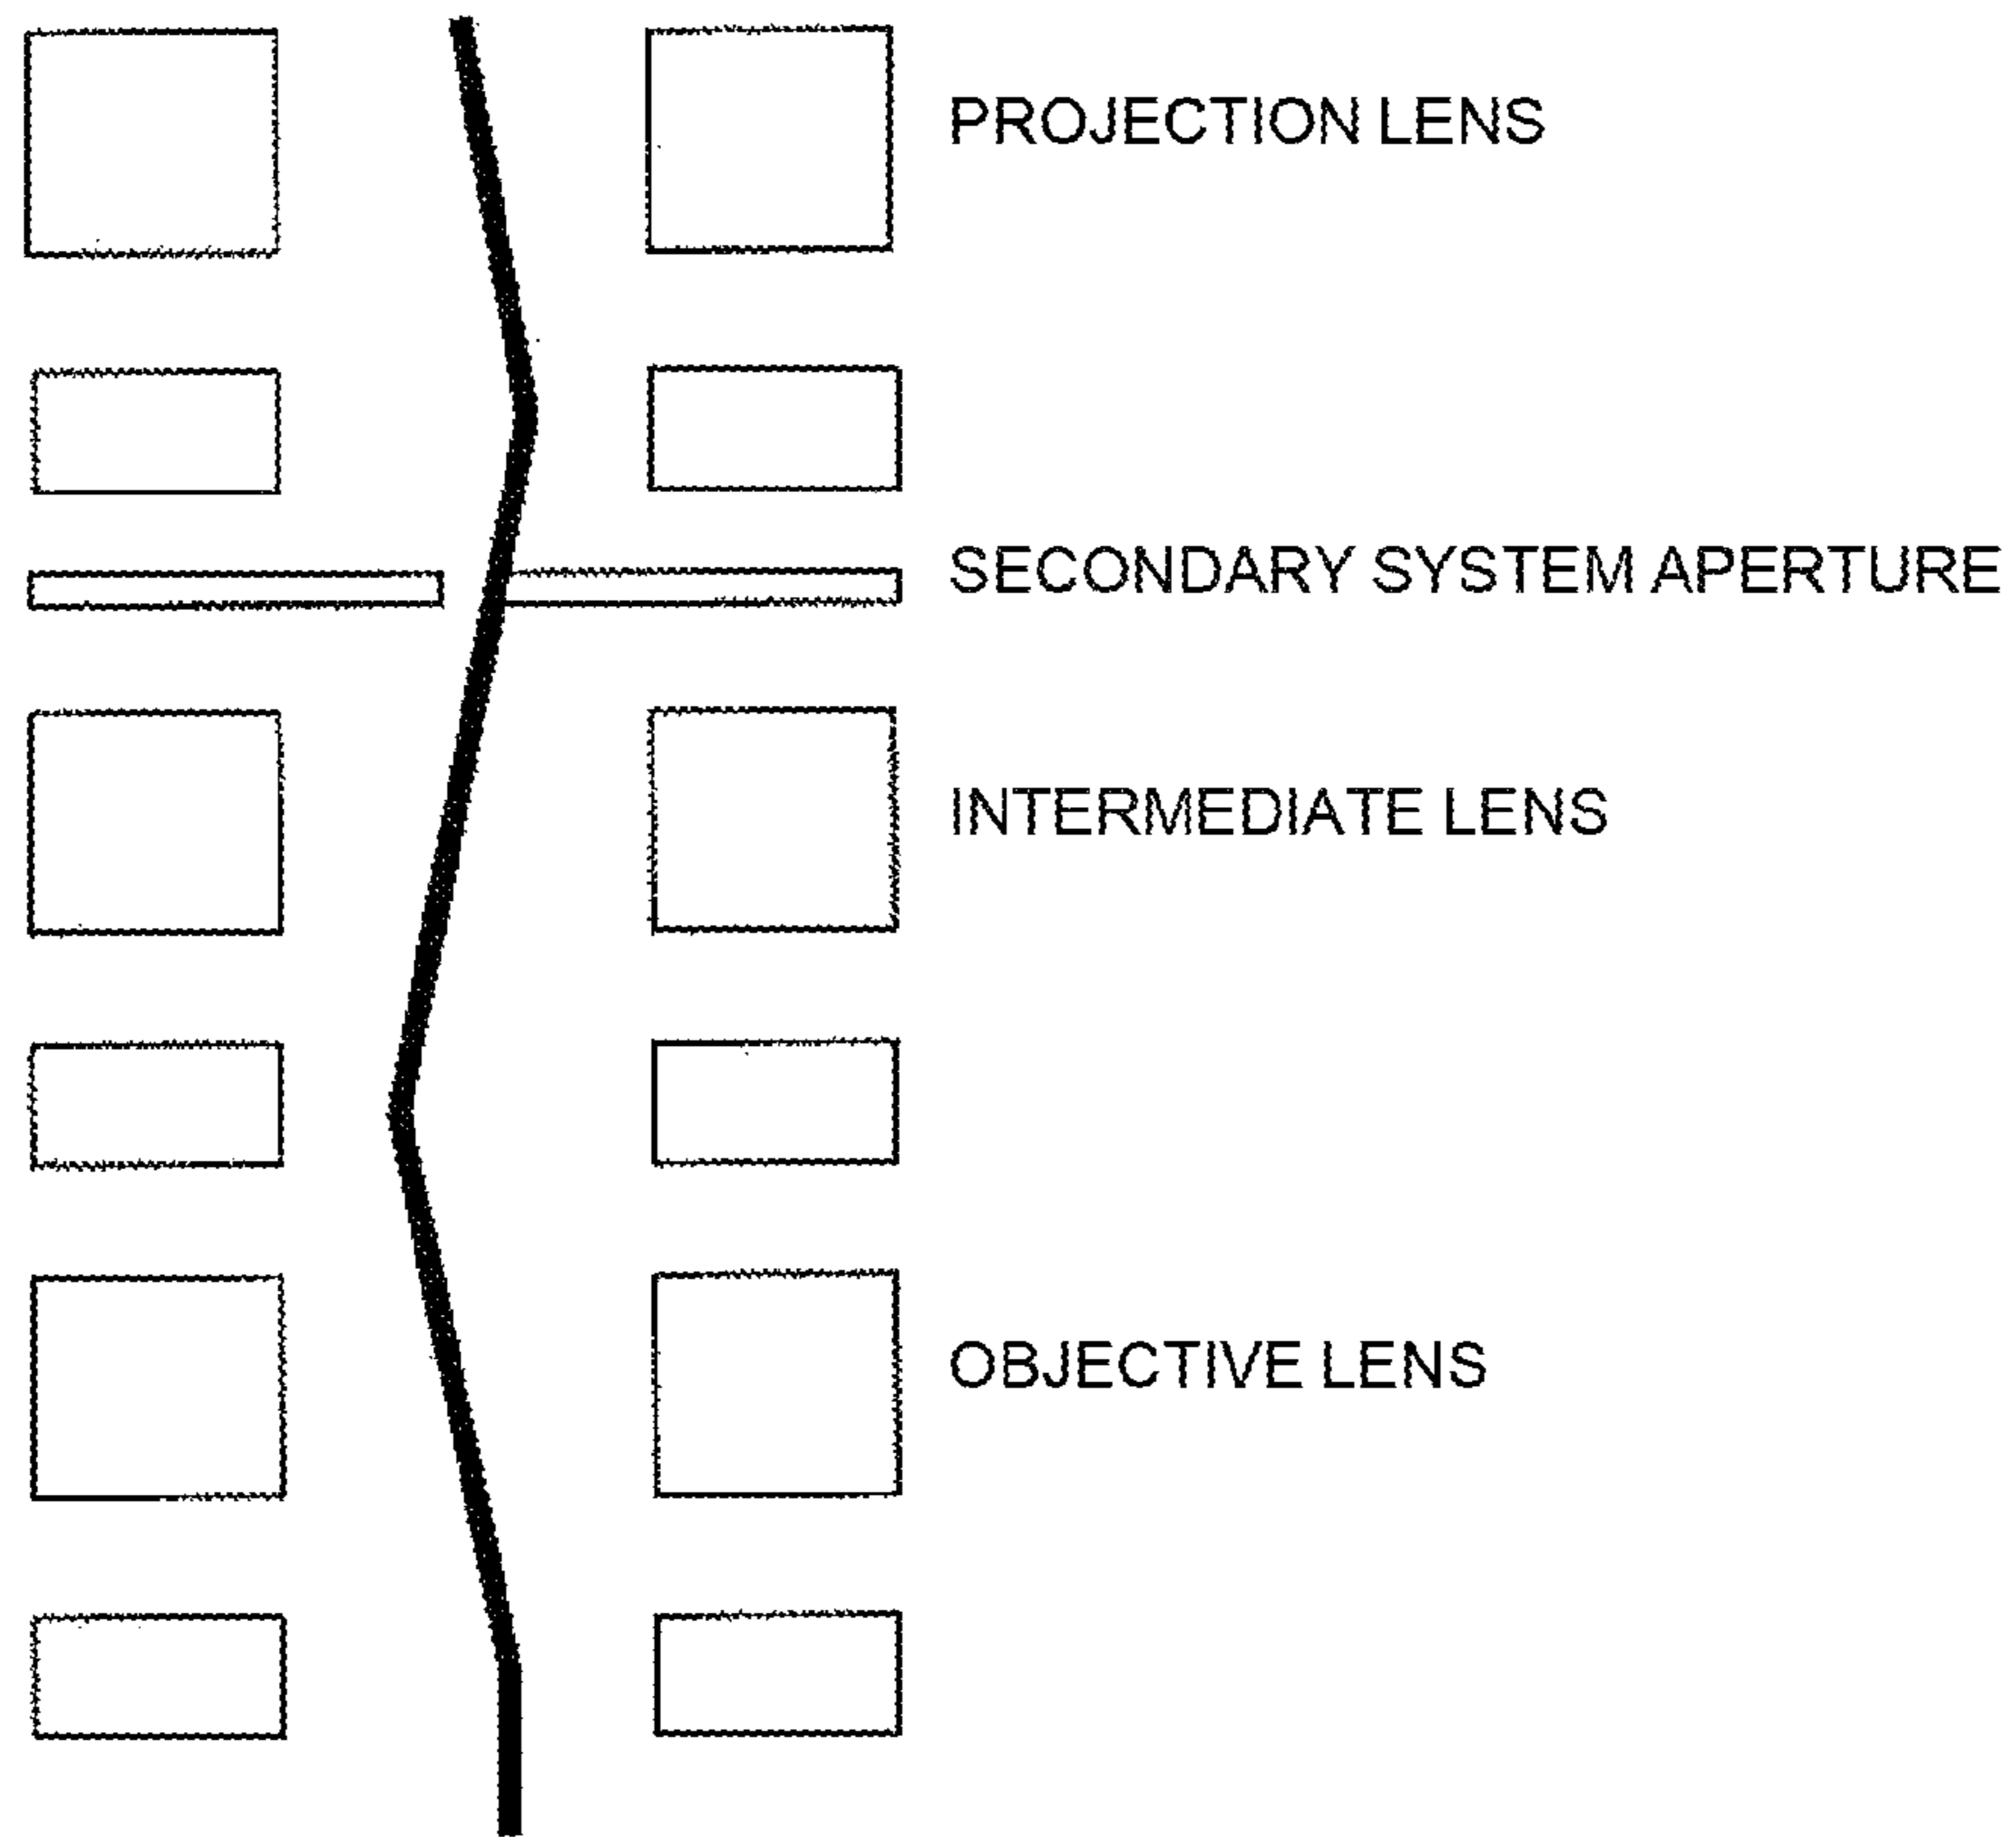 PROJECTION LENS
SECONDARY SYSTEM APERTURE
INTERMEDIATE LENS
OBJECTIVE LENS